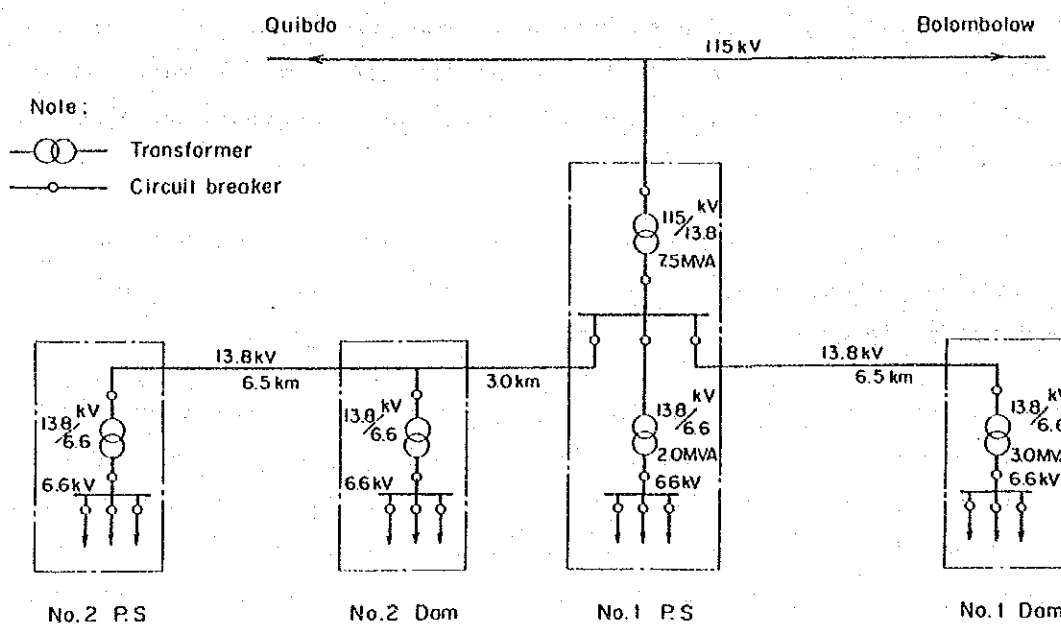 Quibdo
Bolombolow
115 kV
Note :
Transformer
Circuit breaker
115/13.8 kV
7.5MVA
13.8 kV
6.5 km
3.0 km
13.8 kV
6.5 km
13.8/6.6 kV
13.8/6.6 kV
13.8/6.6 kV
2.0MVA
13.8/6.6 kV
3.0MV
6.6kV
6.6kV
66kV
6.6kV
No.2 P.S
No.2 Dam
No.1 P.S
No.1 Dam